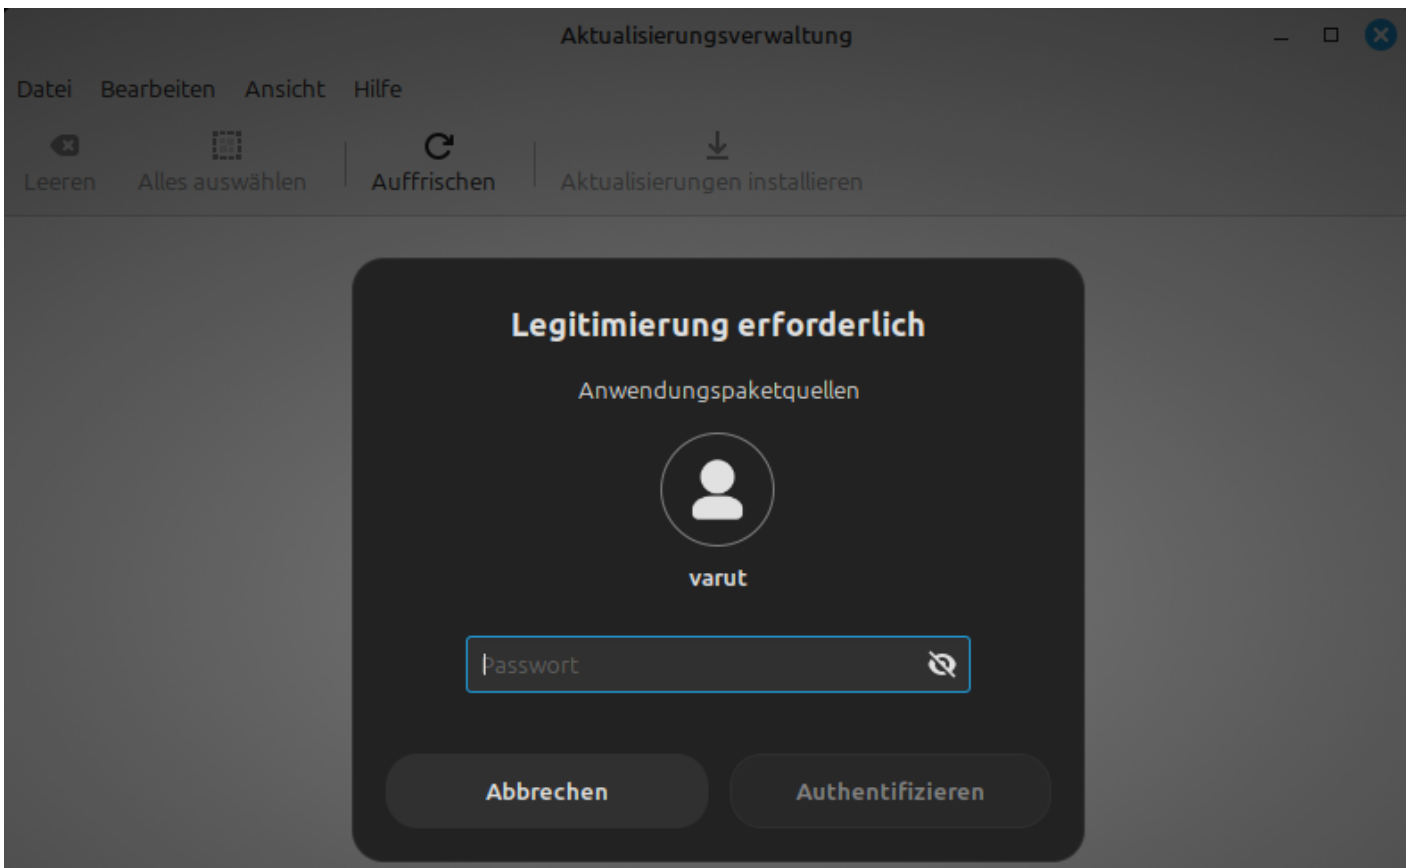 Aktualisierungsverwaltung
Datei Bearbeiten Ansicht Hilfe
Leeren Alles auswählen Auffrischen Aktualisierungen installieren
Legitimierung erforderlich
Anwendungspaketquellen
varut
Passwort
Abbrechen Authentifizieren